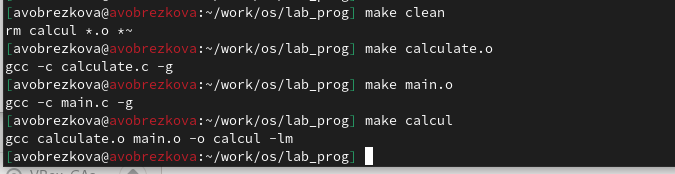 [avobrezkova@avobrezkova:~/work/os/lab_prog] make clean
rm calcul *.o *~
[avobrezkova@avobrezkova:~/work/os/lab_prog] make calculate.o
gcc -c calculate.c -g
[avobrezkova@avobrezkova:~/work/os/lab_prog] make main.o
gcc -c main.c -g
[avobrezkova@avobrezkova:~/work/os/lab_prog] make calcul
gcc calculate.o main.o -o calcul -lm
[avobrezkova@avobrezkova:~/work/os/lab_prog]